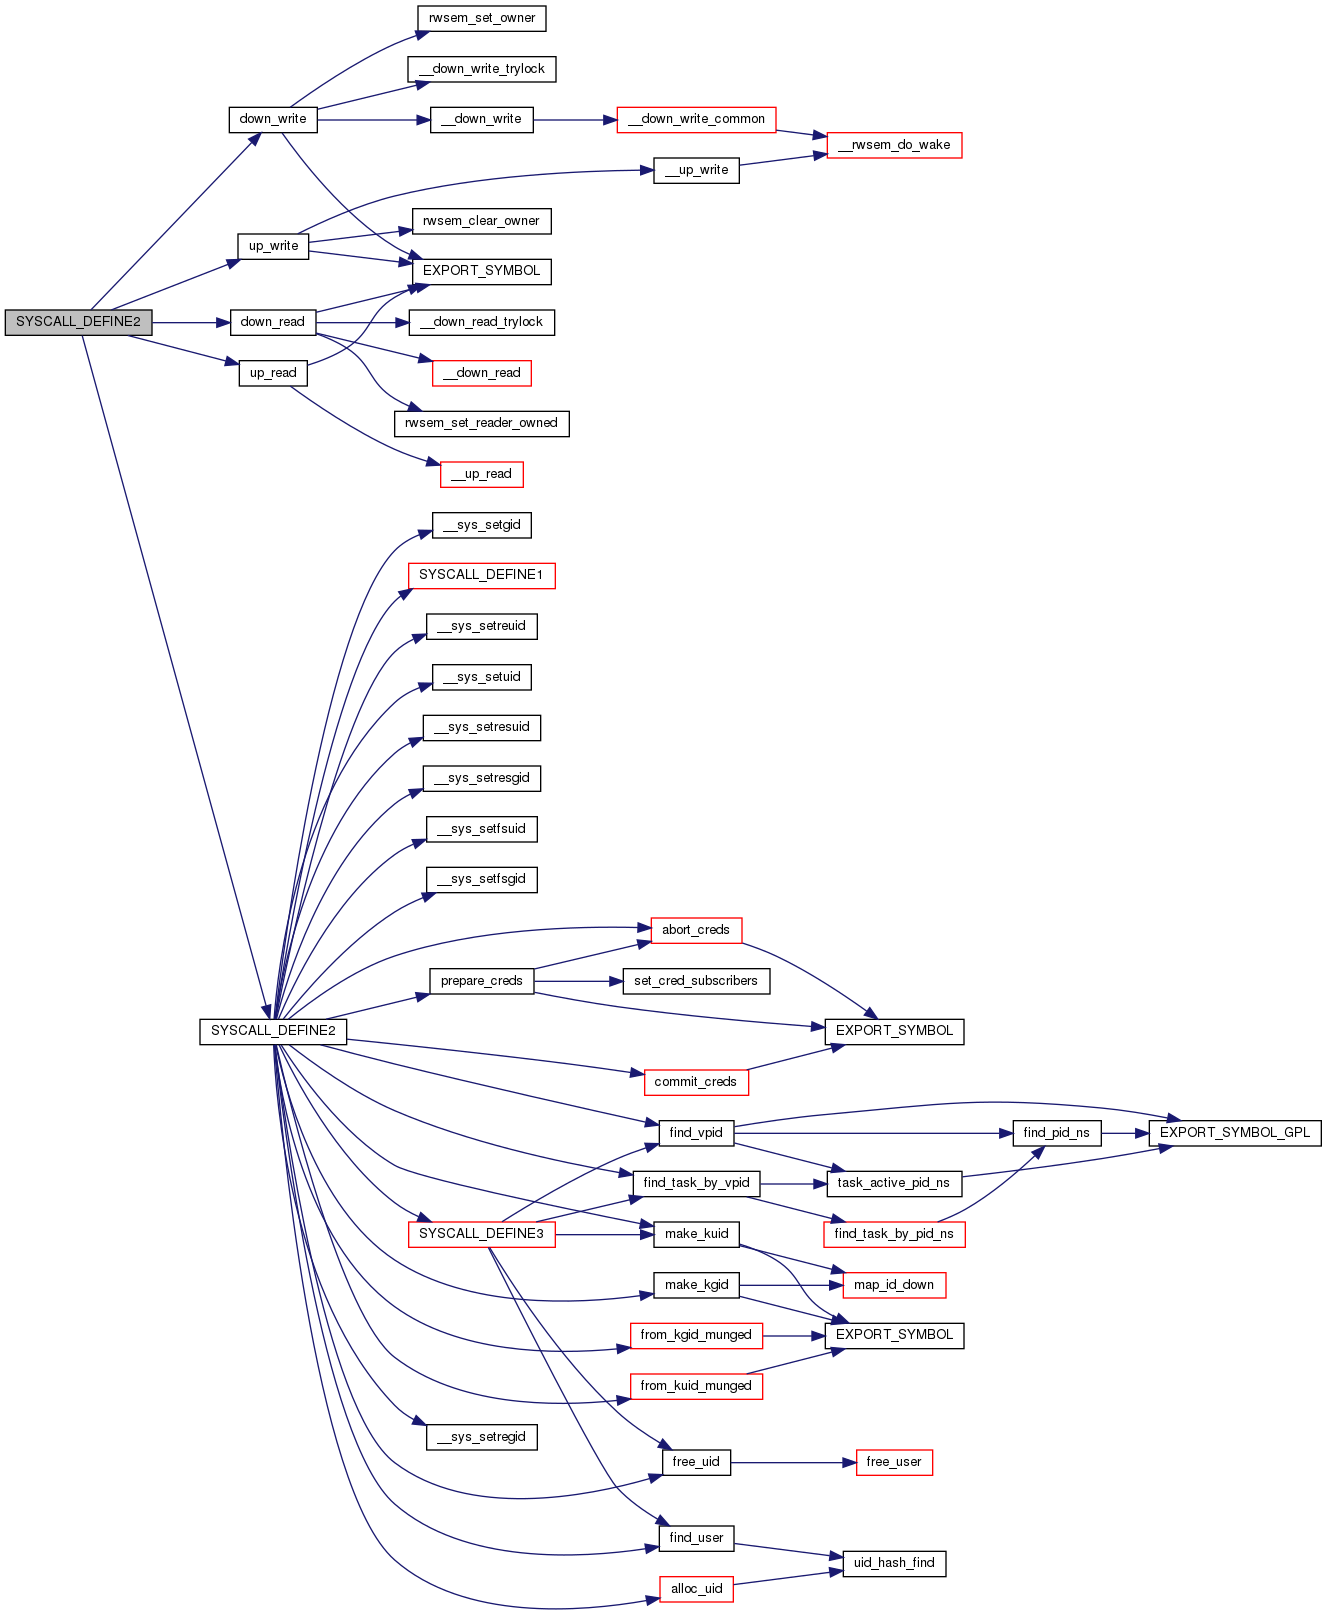 rwsem_set_owner
__down_write_trylock
down_write
__down_write
__down_write_common
__rwsem_do_wake
__up_write
rwsem_clear_owner
up_write
EXPORT_SYMBOL
SYSCALL_DEFINE2
down_read
__down_read_trylock
up_read
__down_read
rwsem_set_reader_owned
__up_read
__sys_setgid
SYSCALL_DEFINE1
__sys_setreuid
__sys_setuid
__sys_setresuid
__sys_setresgid
__sys_setfsuid
__sys_setfsgid
abort_creds
prepare_creds
set_cred_subscribers
SYSCALL_DEFINE2
EXPORT_SYMBOL
commit_creds
find_vpid
find_pid_ns
EXPORT_SYMBOL_GPL
find_task_by_vpid
task_active_pid_ns
SYSCALL_DEFINE3
make_kuid
find_task_by_pid_ns
make_kgid
map_id_down
from_kgid_munged
EXPORT_SYMBOL
from_kuid_munged
__sys_setregid
free_uid
free_user
find_user
uid_hash_find
alloc_uid